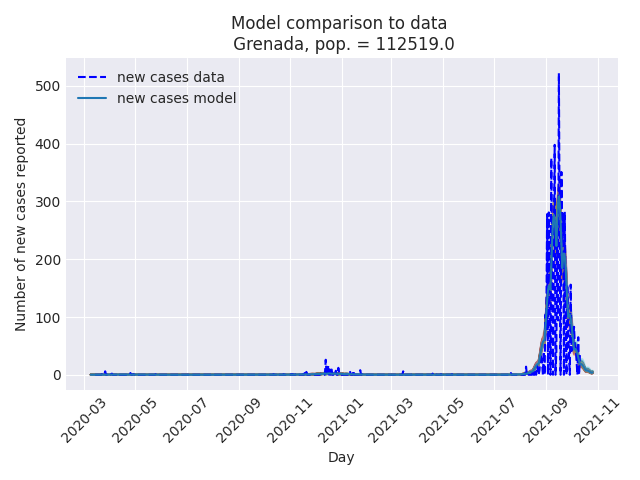 Model comparison to data
Grenada, pop. = 112519.0
new cases data
new cases model
Number of new cases reported
500
400
300
200
100
0
2020-03
2020-05
2020-07
2020-09
2020-11
2021-01
2021-03
2021-05
2021-07
2021-09
2021-11
Day